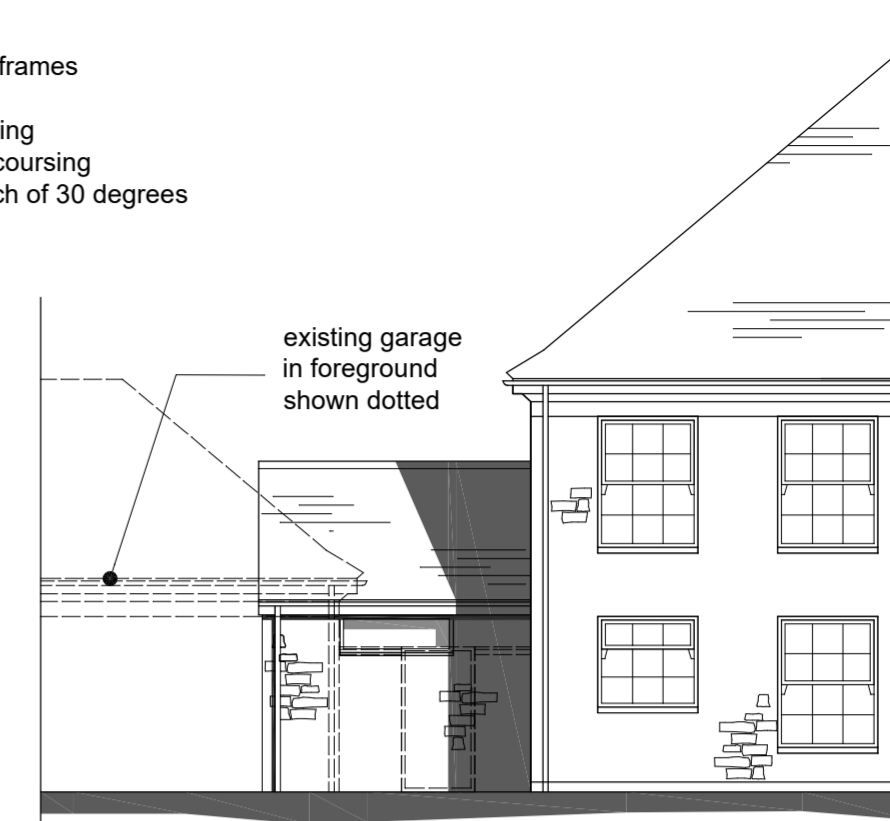 frames
ing
coursing
ch of 30 degrees
existing garage
in foreground
shown dotted